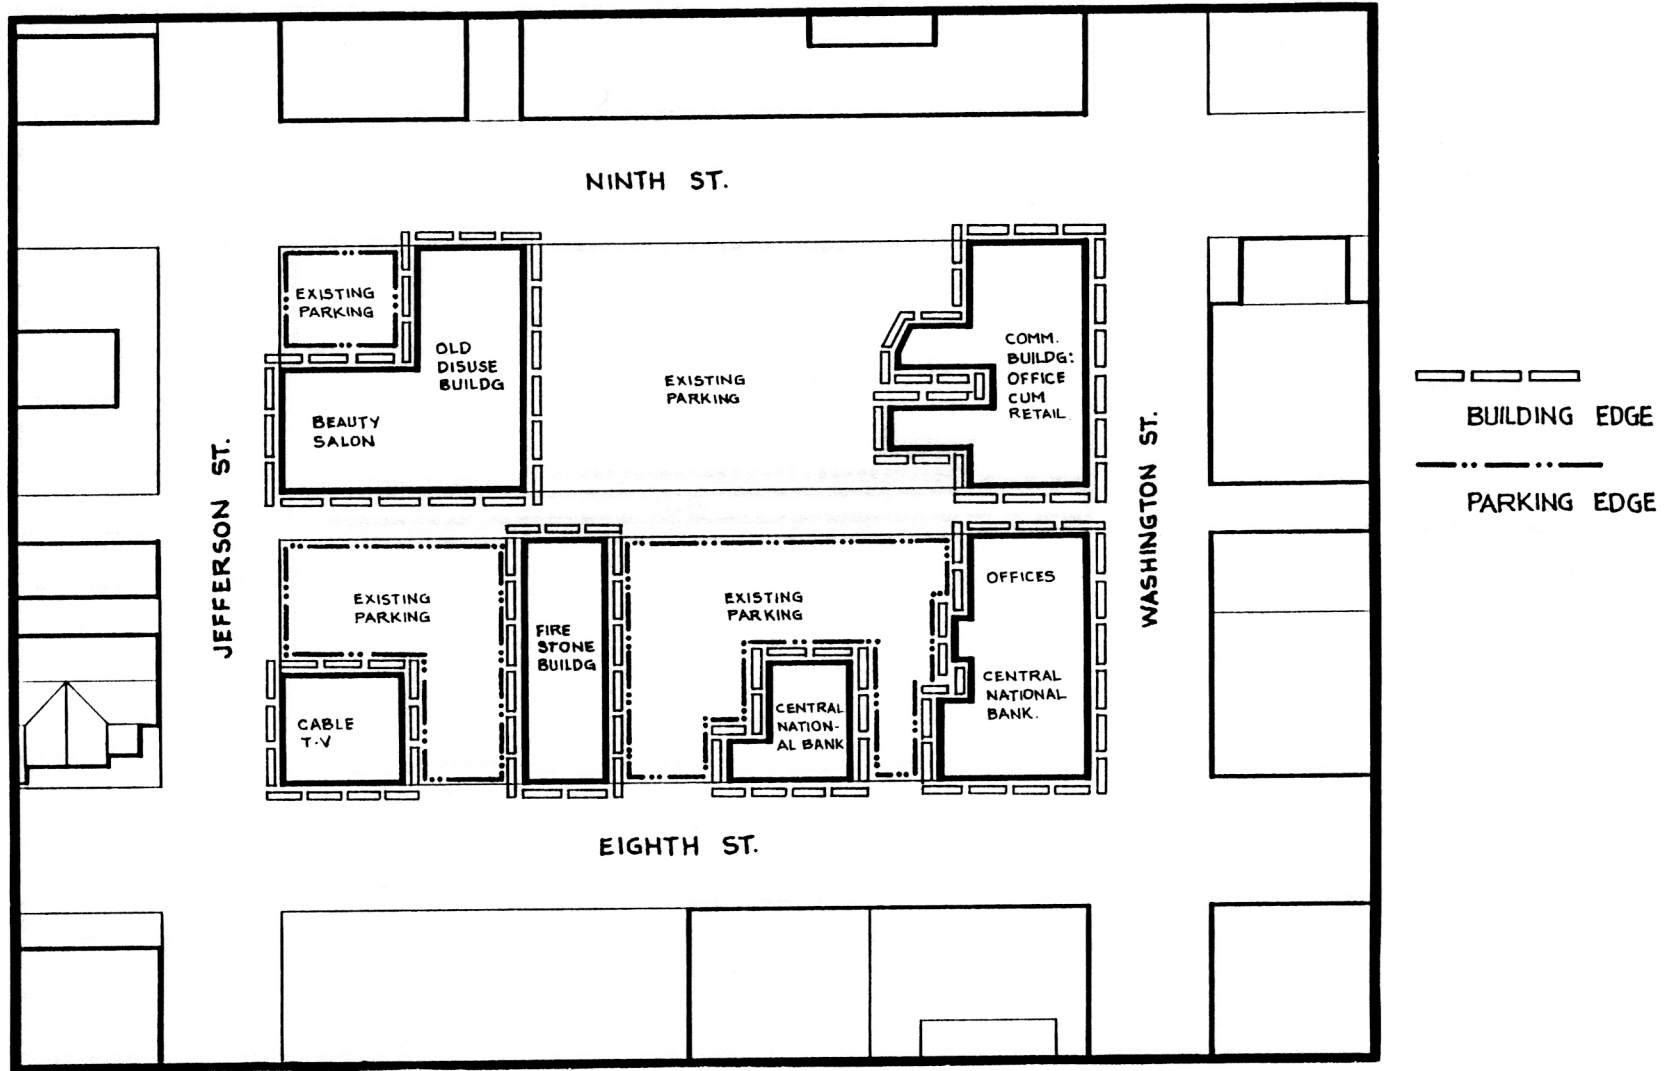 NINTH ST.
EXISTING
PARKING
OLD
DISUSE
BUILDG
BEAUTY
SALON
EXISTING
PARKING
COMM.
BUILDG:
OFFICE
CUM
RETAIL.
JEFFERSON ST.
WASHINGTON ST.
BUILDING EDGE
PARKING EDGE
EXISTING
PARKING
FIRE
STONE
BUILDG
EXISTING
PARKING
OFFICES
CENTRAL
NATIONAL
BANK.
CABLE
T-V
CENTRAL
NATION-
AL BANK
EIGHTH ST.